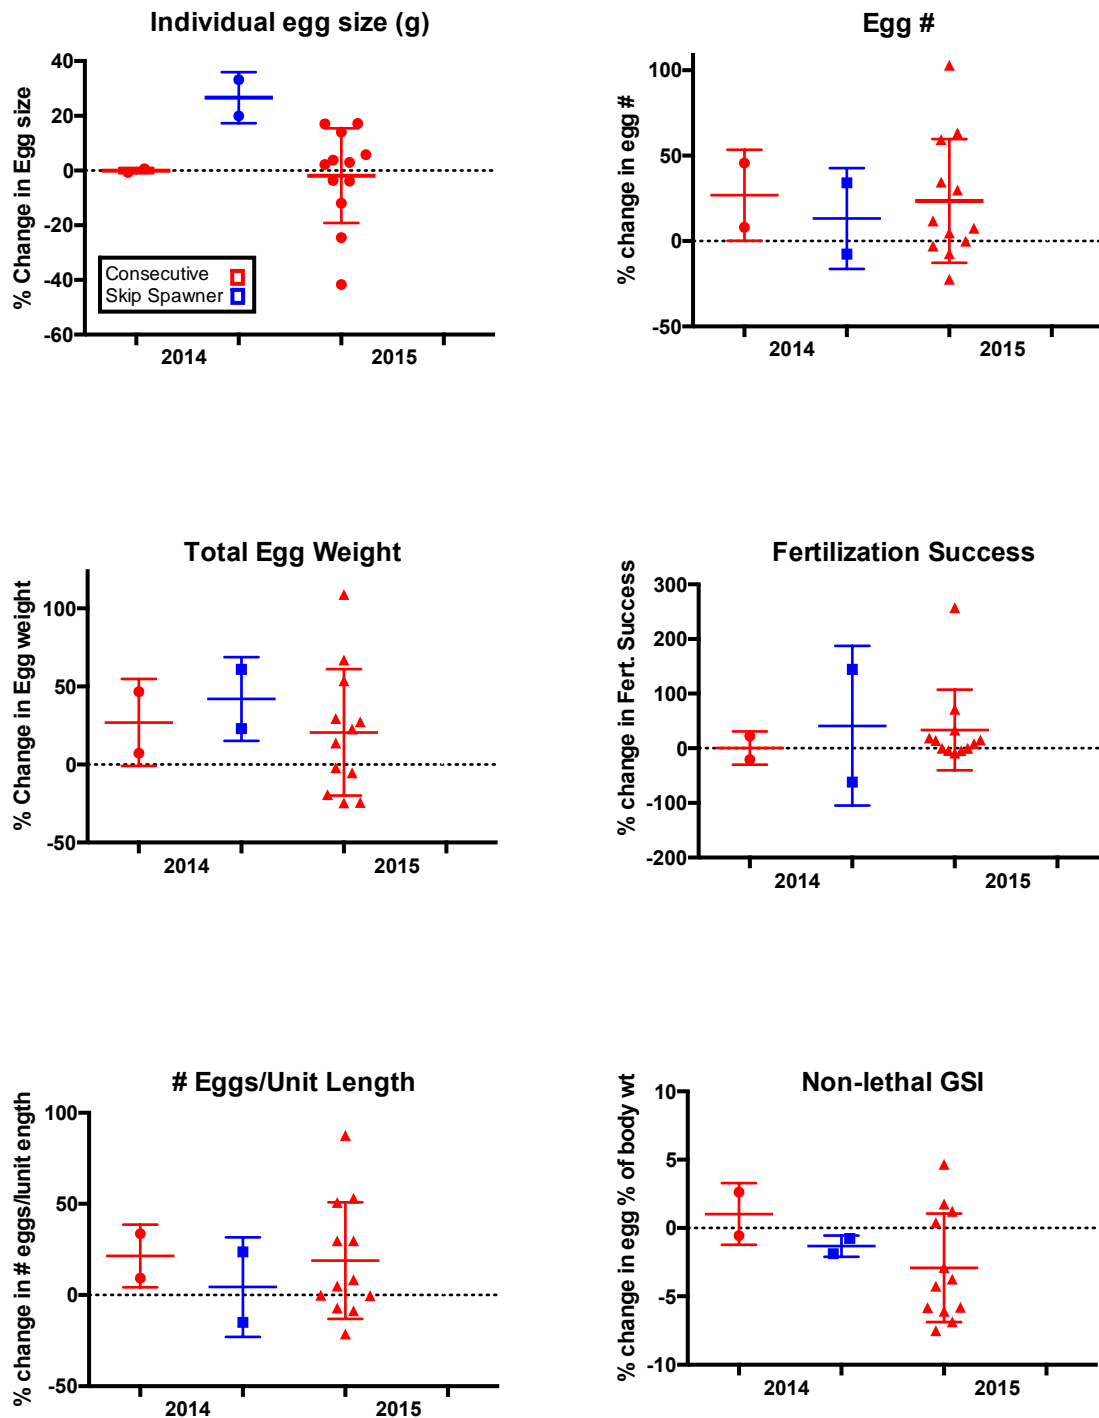 Individual egg size (g)
% Change in Egg size
40
20
0
-20
-40
-60
Consecutive
Skip Spawner
2014
2015
Egg #
% change in egg #
100
50
0
-50
2014
2015
Total Egg Weight
% Change in Egg weight
100
50
0
-50
2014
2015
Fertilization Success
% change in Fert. Success
300
200
100
0
-100
-200
2014
2015
# Eggs/Unit Length
% change in # eggs/lunit ength
100
50
0
-50
2014
2015
Non-lethal GSI
% change in egg % of body wt
10
5
0
-5
-10
2014
2015